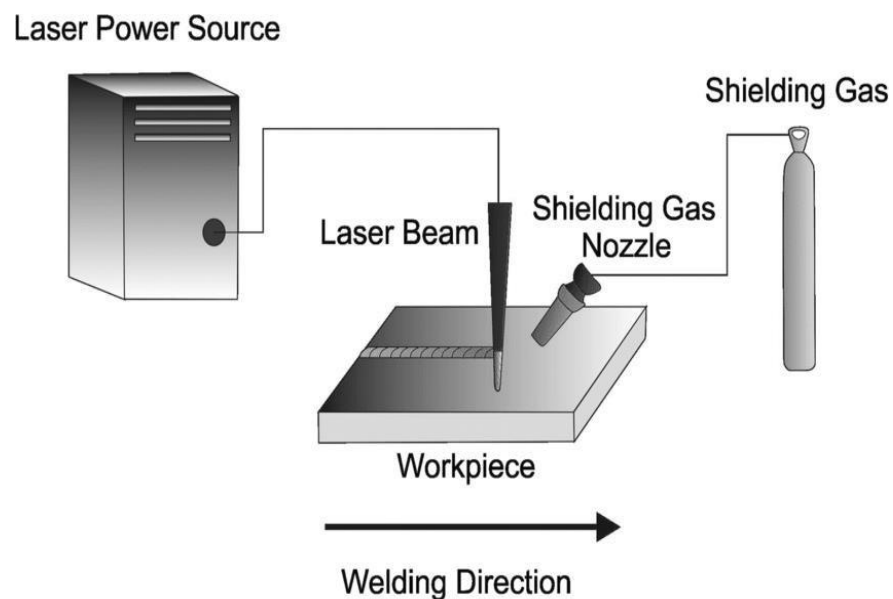 Laser Power Source
Shielding Gas
Laser Beam
Shielding Gas
Nozzle
Workpiece
Welding Direction